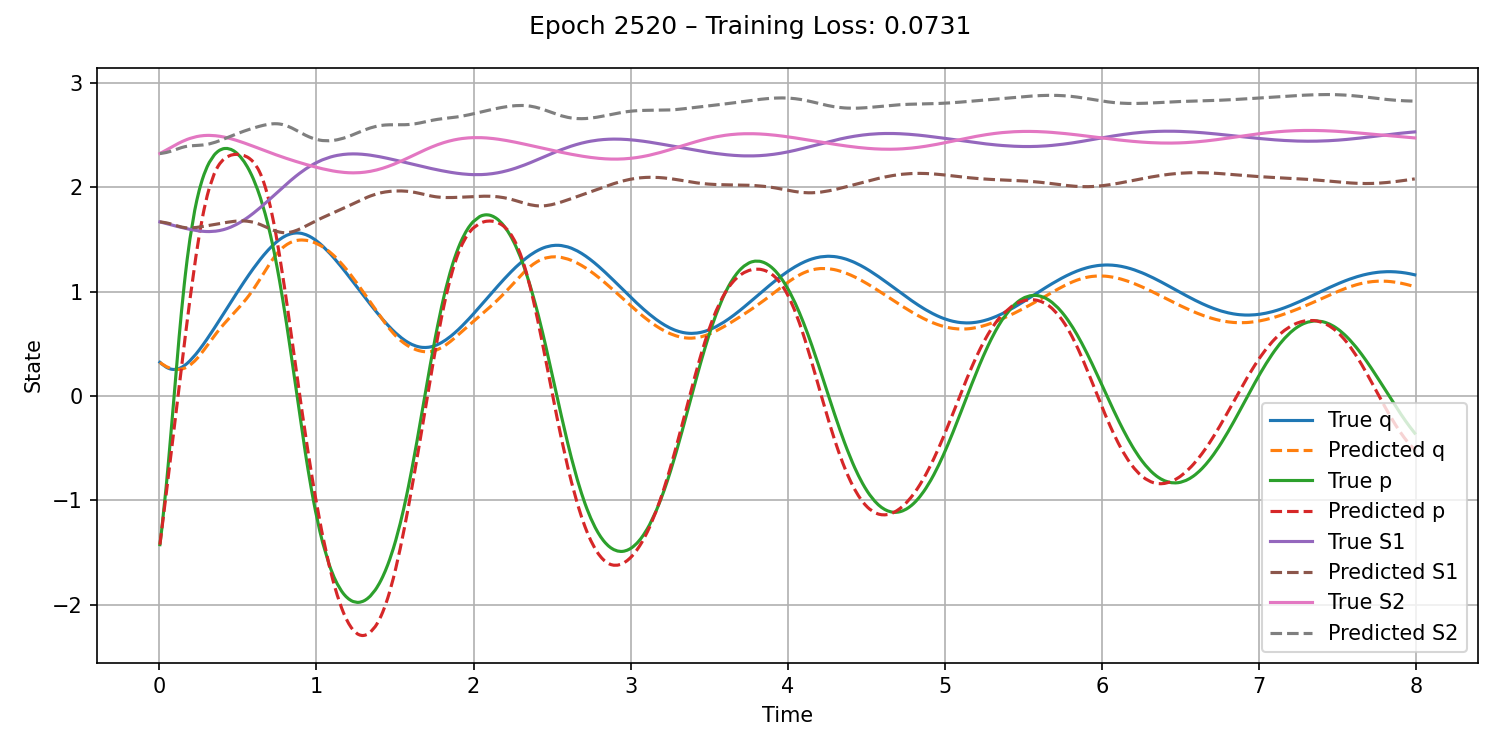 Epoch 2520 – Training Loss: 0.0731
3
2
1
0
−1
−2
State
0 1 2 3 4 5 6 7 8
Time
True q
Predicted q
True p
Predicted p
True S1
Predicted S1
True S2
Predicted S2